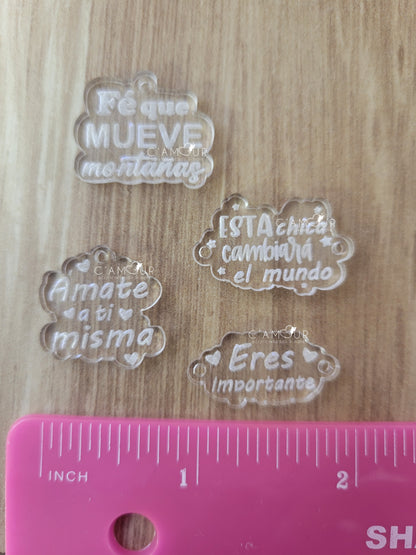 Fé que
MUEVE
montañas
C'AMOUR
ESTA chica
cambiará
el mundo
C'AMOUR
Amate
a ti
misma
C'AMOUR
Eres
importante
C'AMOUR
INCH 1 2
SH